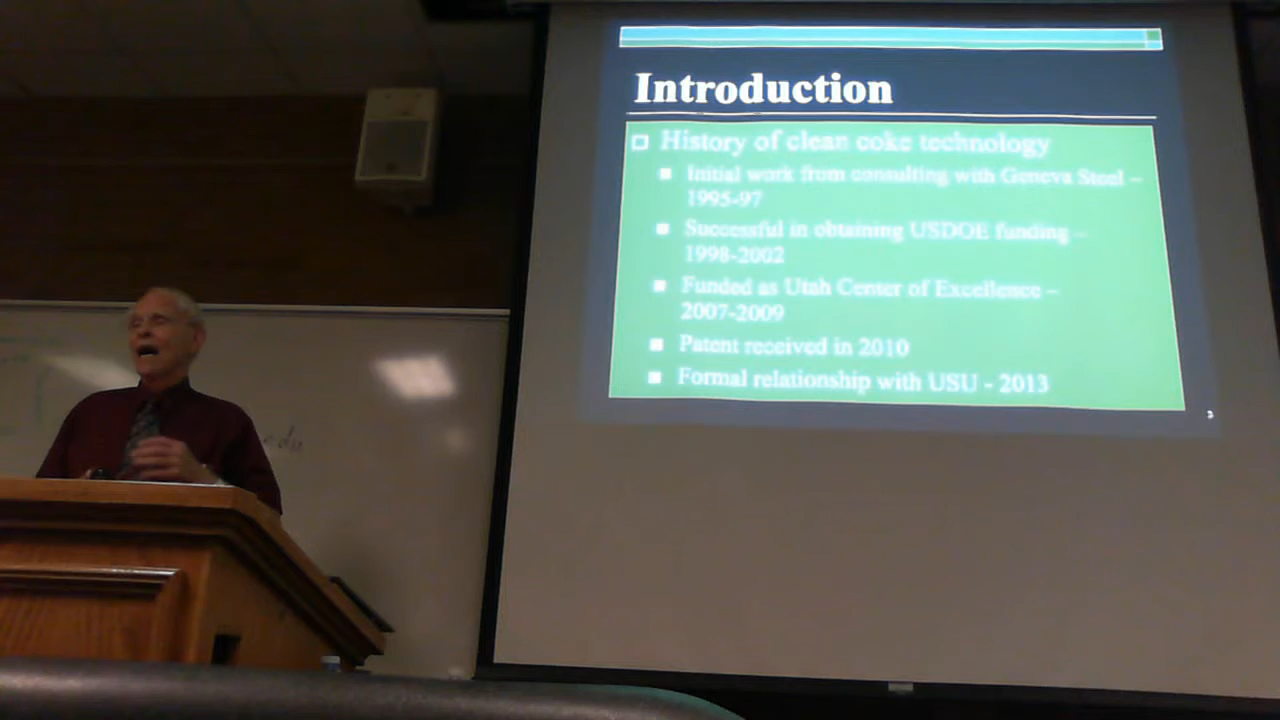 Introduction
History of clean coke technology
Initial work from consulting with Geneva Steel –
1995-97
Successful in obtaining USDOE funding –
1998-2002
Funded as Utah Center of Excellence –
2007-2009
Patent received in 2010
Formal relationship with USU - 2013
3
edu